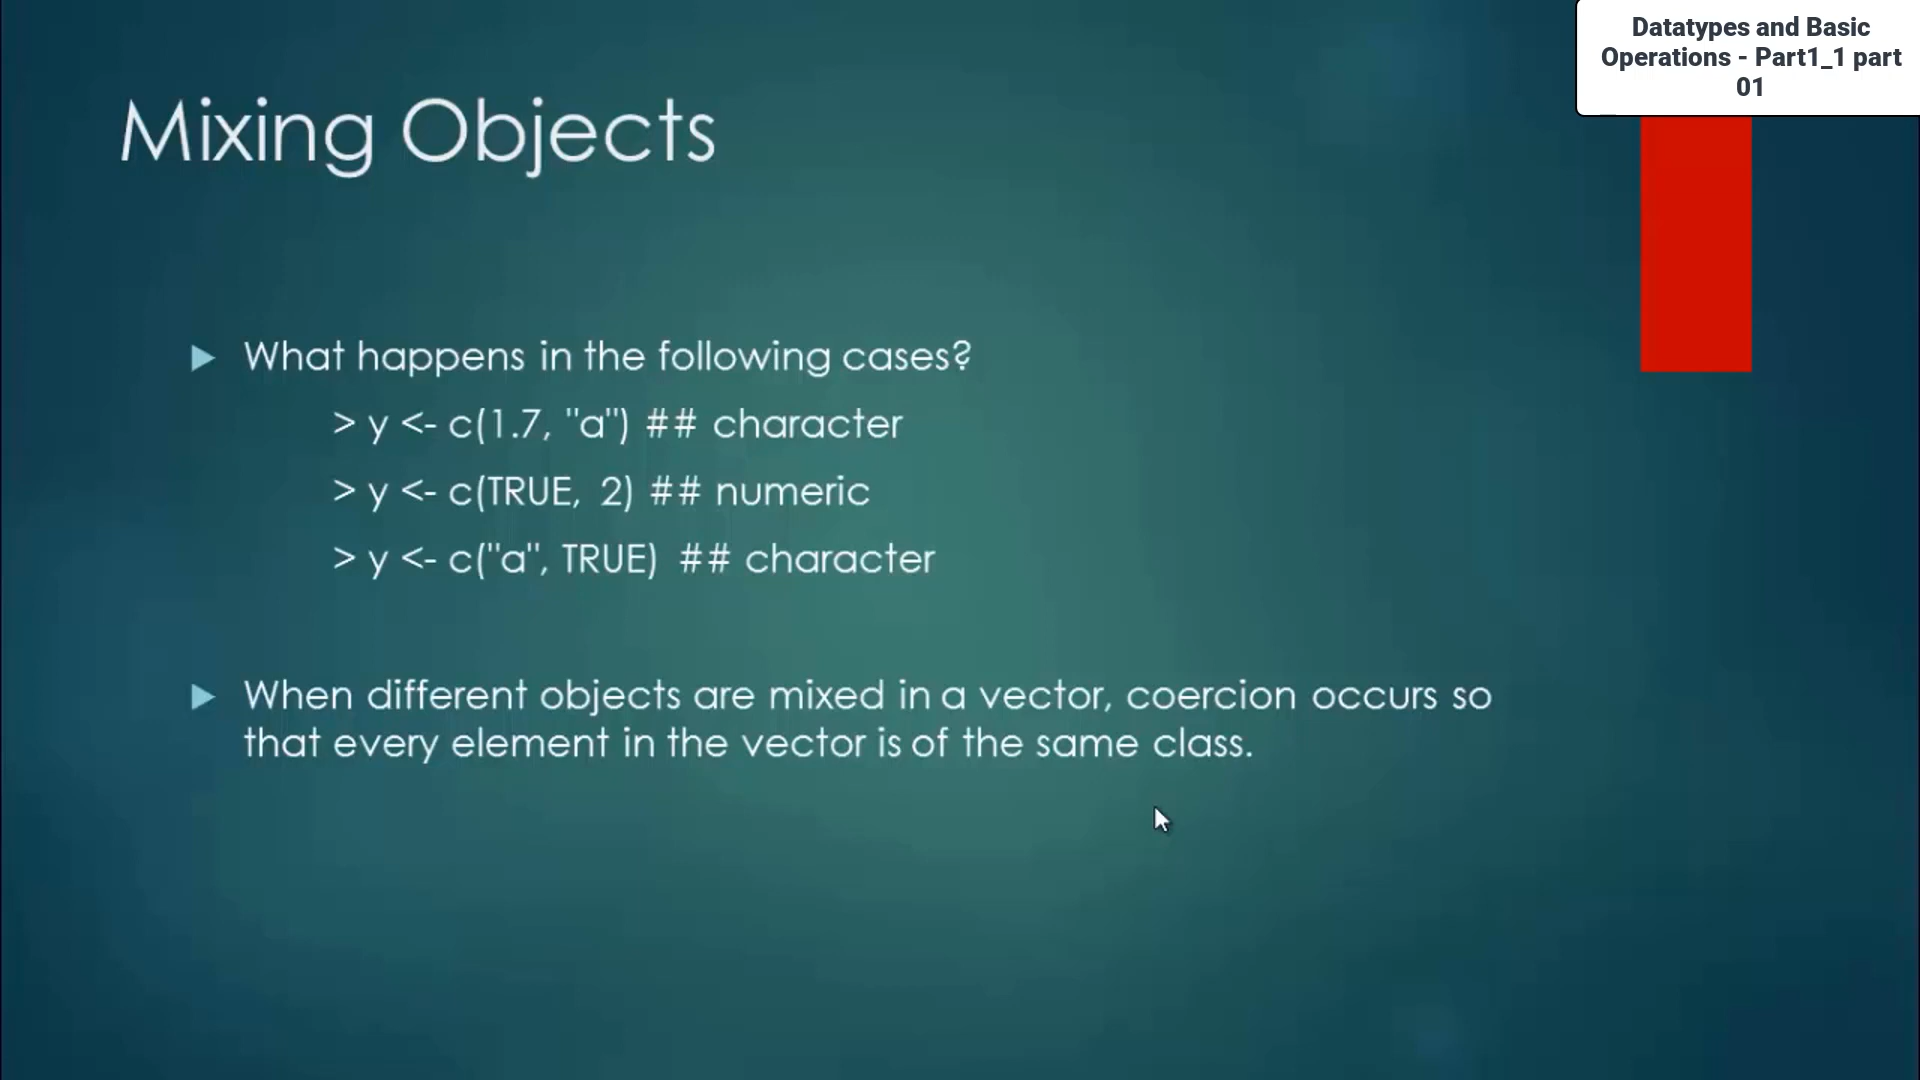 Datatypes and Basic
Operations - Part1_1 part
01
Mixing Objects
What happens in the following cases?
> y <- c(1.7, "a") ## character
> y <- c(TRUE, 2) ## numeric
> y <- c("a", TRUE) ## character
When different objects are mixed in a vector, coercion occurs so
that every element in the vector is of the same class.